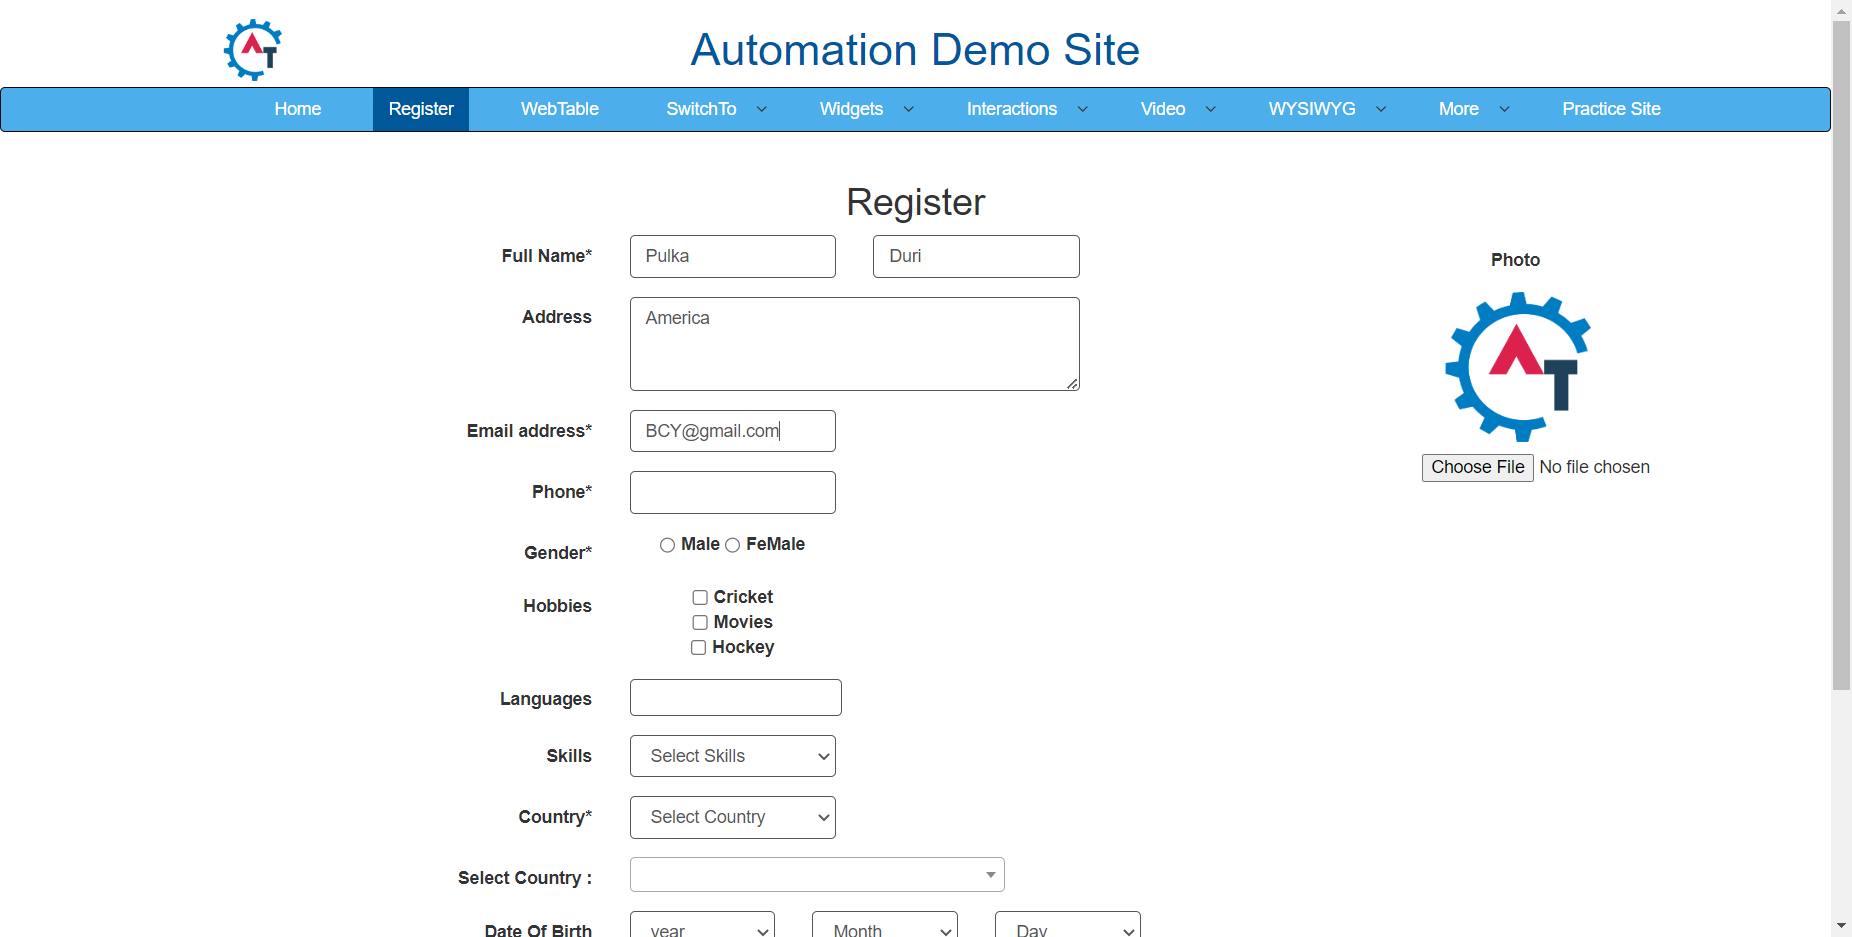 Automation Demo Site
Home Register WebTable SwitchTo Widgets Interactions Video WYSIWYG More Practice Site
Register
Full Name* Pulka Duri
Photo
Address America
Email address* BCY@gmail.com
Choose File No file chosen
Phone*
Gender* Male FeMale
Hobbies Cricket
Movies
Hockey
Languages
Skills Select Skills
Country* Select Country
Select Country :
Date Of Birth year Month Day